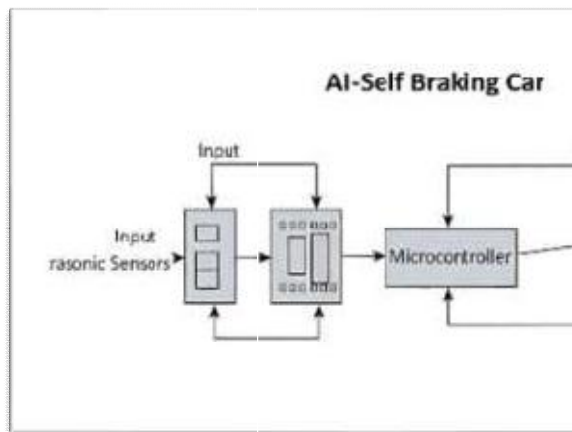 AI-Self Braking Car
Input
Input
rasonic Sensors
Microcontroller